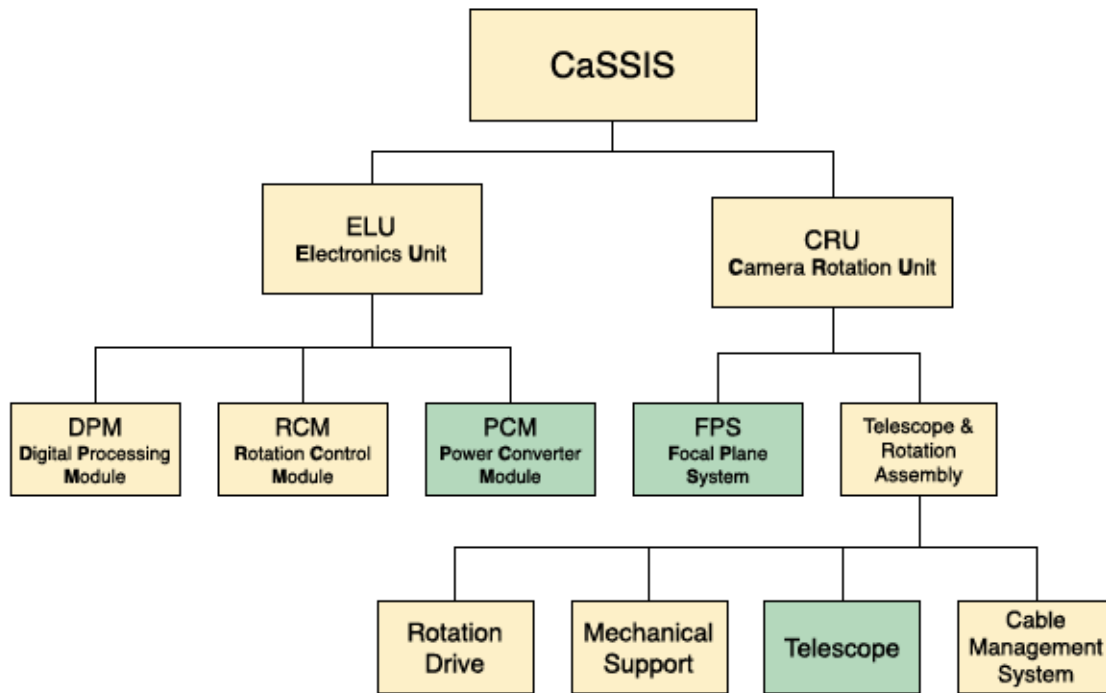 CaSSIS
ELU
Electronics Unit
CRU
Camera Rotation Unit
DPM
Digital Processing
Module
RCM
Rotation Control
Module
PCM
Power Converter
Module
FPS
Focal Plane
System
Telescope &
Rotation
Assembly
Rotation
Drive
Mechanical
Support
Telescope
Cable
Management
System